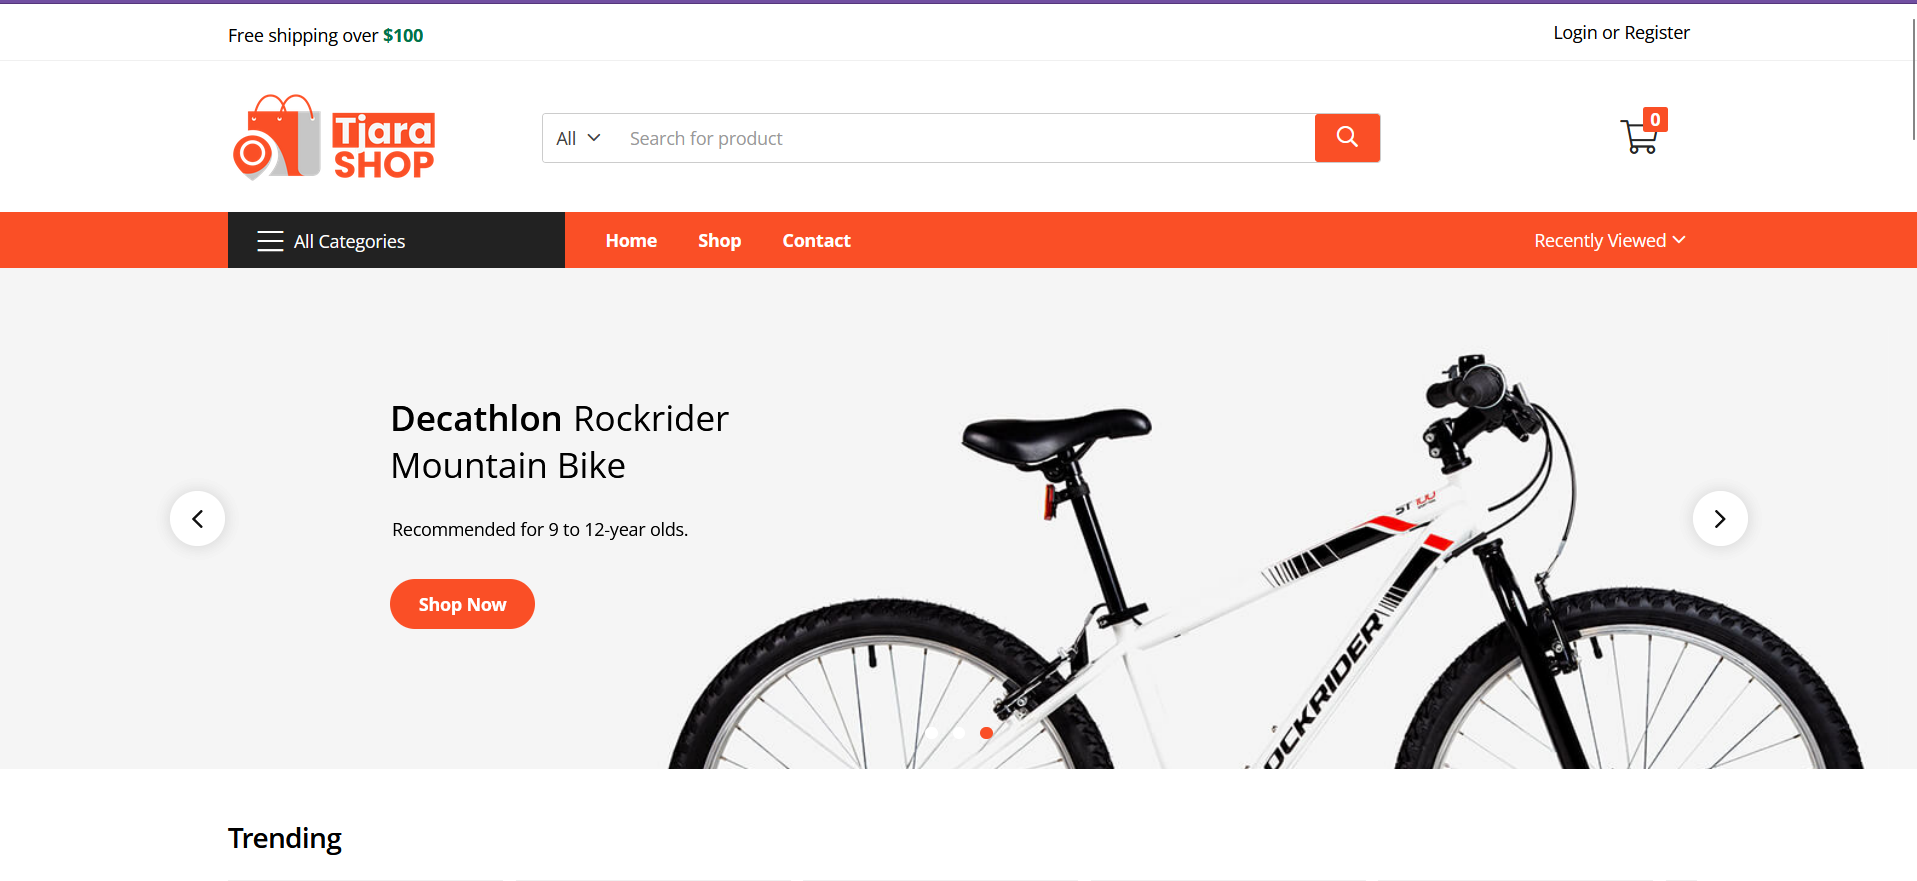 Free shipping over $100
Login or Register
Tiara
SHOP
All
Search for product
0
All Categories
Home
Shop
Contact
Recently Viewed
Decathlon Rockrider
Mountain Bike
Recommended for 9 to 12-year olds.
Shop Now
ST100
OCKRIDER
Trending